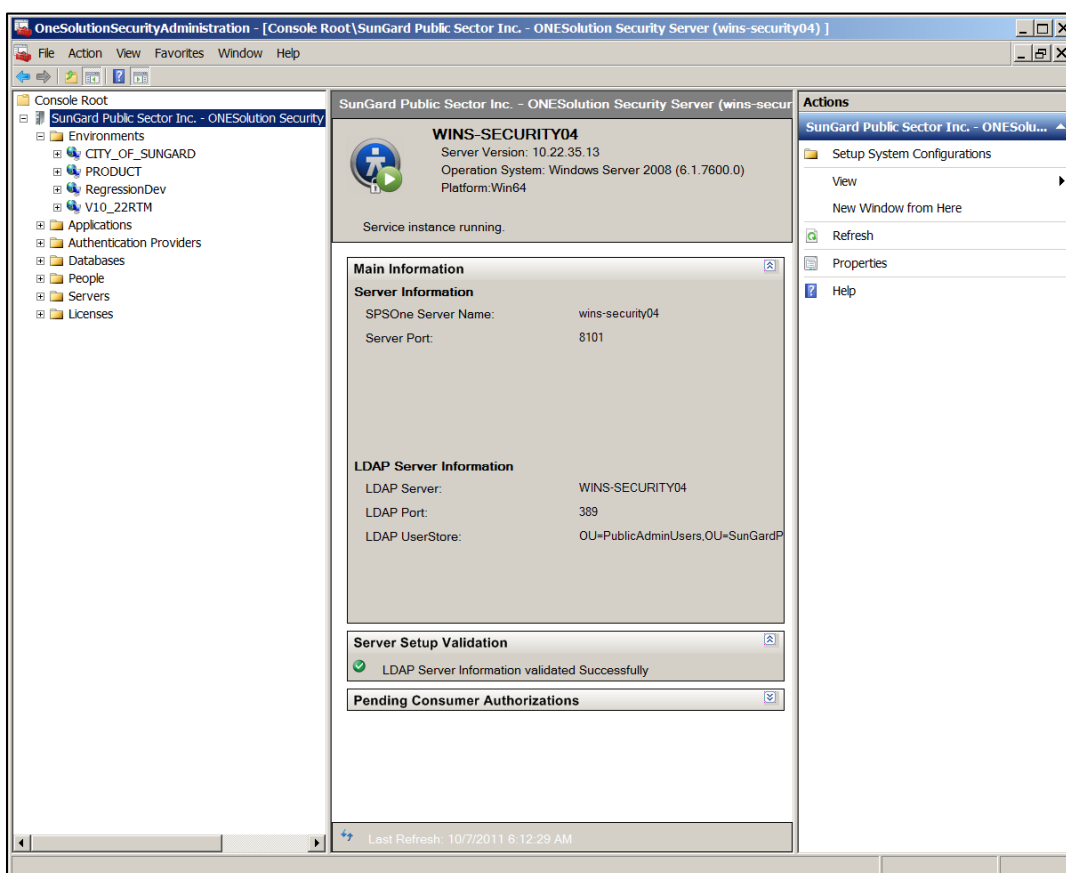 OneSolutionSecurityAdministration - [Console Root\SunGard Public Sector Inc. - ONESolution Security Server (wins-security04) ]
File Action View Favorites Window Help
Console Root
SunGard Public Sector Inc. - ONESolution Security
Environments
CITY_OF_SUNGARD
PRODUCT
RegressionDev
V10_22RTM
Applications
Authentication Providers
Databases
People
Servers
Licenses
SunGard Public Sector Inc. - ONESolution Security Server (wins-secur
WINS-SECURITY04
Server Version: 10.22.35.13
Operation System: Windows Server 2008 (6.1.7600.0)
Platform:Win64
Service instance running.
Main Information
Server Information
SPSOne Server Name: wins-security04
Server Port: 8101
LDAP Server Information
LDAP Server: WINS-SECURITY04
LDAP Port: 389
LDAP UserStore: OU=PublicAdminUsers,OU=SunGardP
Server Setup Validation
LDAP Server Information validated Successfully
Pending Consumer Authorizations
Last Refresh: 10/7/2011 6:12:29 AM
Actions
SunGard Public Sector Inc. - ONESolu...
Setup System Configurations
View
New Window from Here
Refresh
Properties
Help